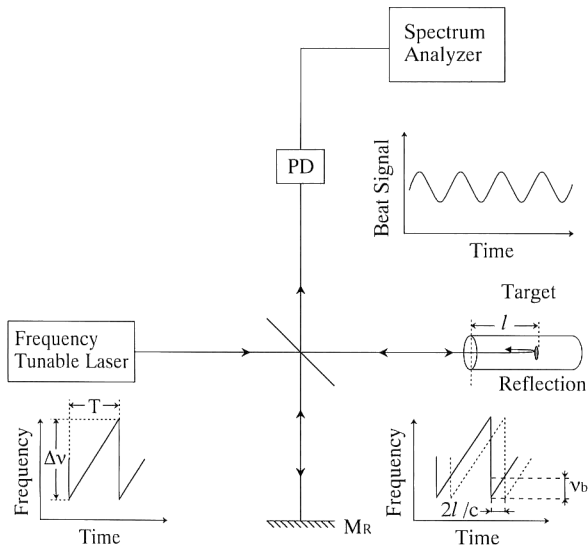 Spectrum
Analyzer
PD
Beat Signal
Time
Target
l
Reflection
Frequency
Tunable Laser
T
Δν
Frequency
Time
MR
Frequency
νb
2l/c
Time